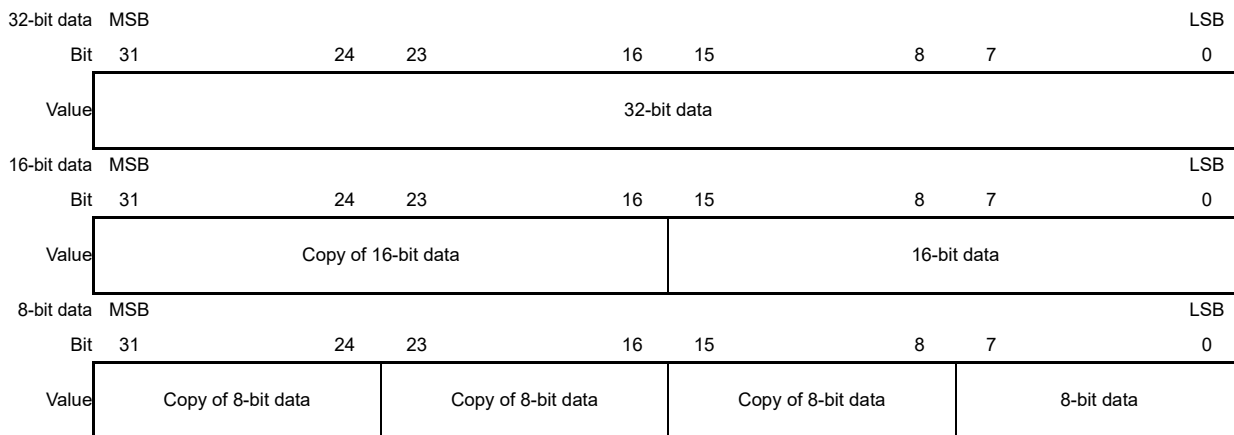 32-bit data MSB LSB
Bit 31 24 23 16 15 8 7 0
Value 32-bit data
16-bit data MSB LSB
Bit 31 24 23 16 15 8 7 0
Value Copy of 16-bit data 16-bit data
8-bit data MSB LSB
Bit 31 24 23 16 15 8 7 0
Value Copy of 8-bit data Copy of 8-bit data Copy of 8-bit data 8-bit data